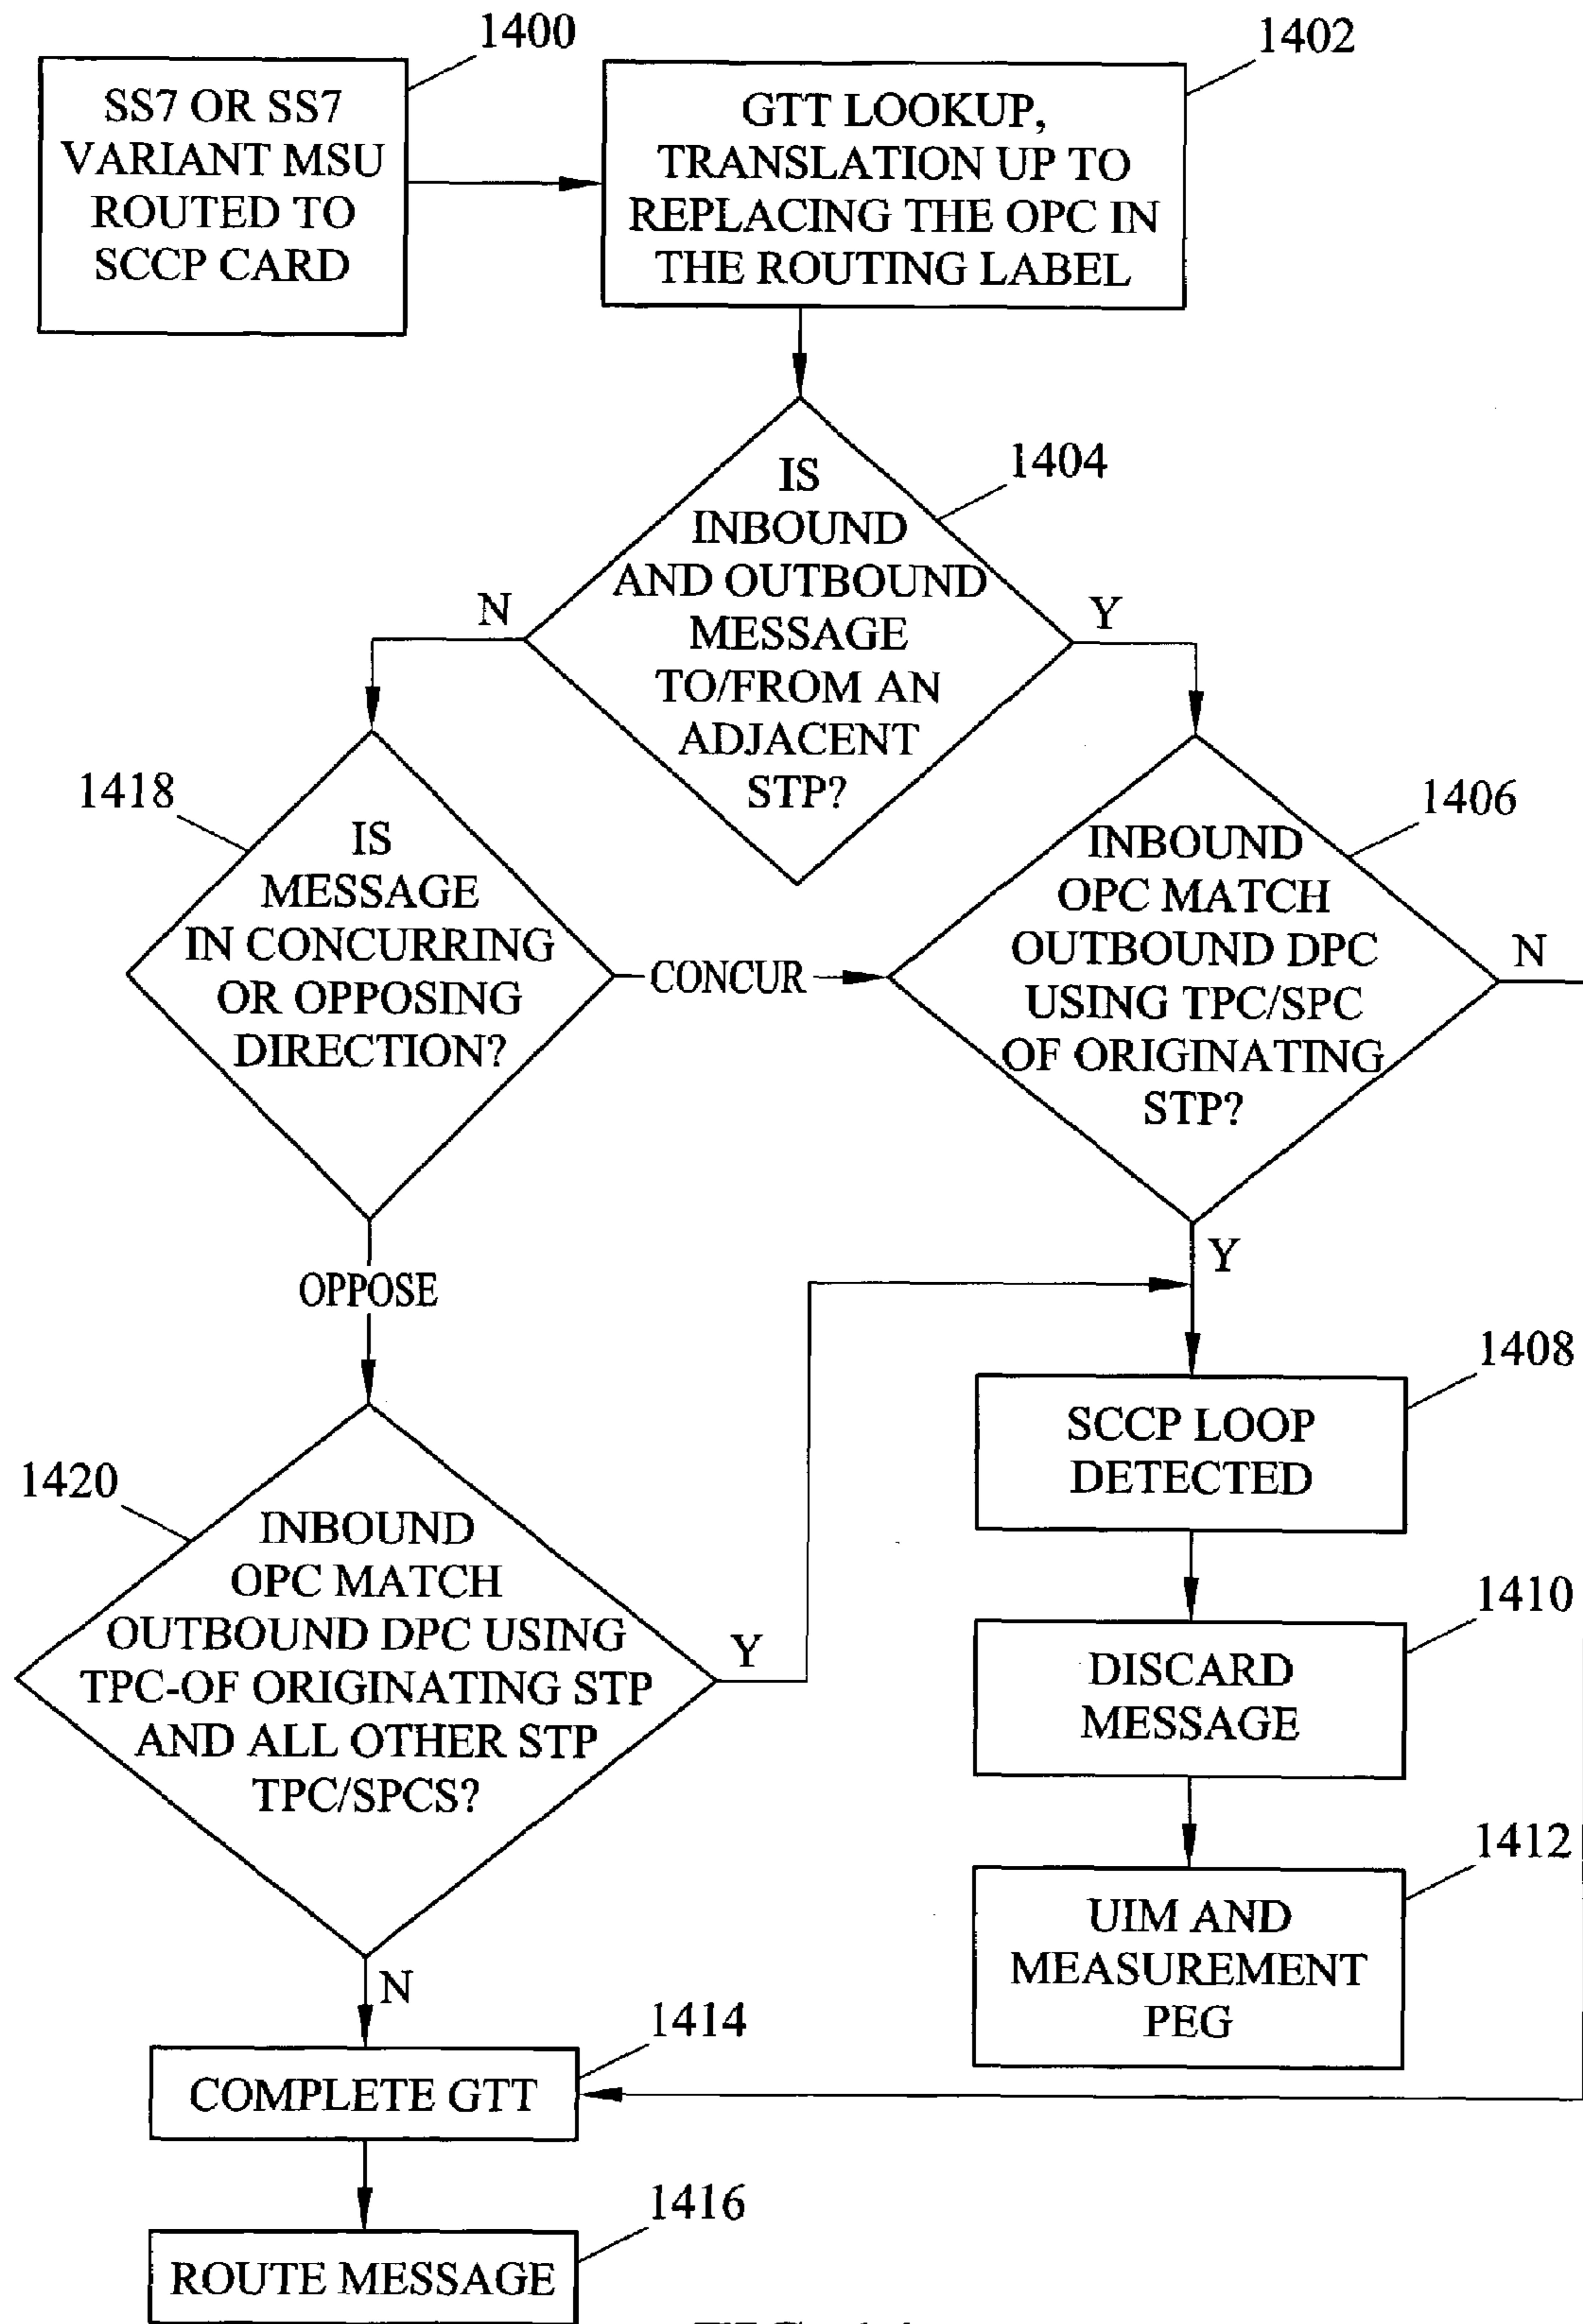 1400
SS7 OR SS7
VARIANT MSU
ROUTED TO
SCCP CARD
1402
GTT LOOKUP,
TRANSLATION UP TO
REPLACING THE OPC IN
THE ROUTING LABEL
1404
IS
INBOUND
AND OUTBOUND
MESSAGE
TO/FROM AN
ADJACENT
STP?
N
Y
1418
IS
MESSAGE
IN CONCURRING
OR OPPOSING
DIRECTION?
CONCUR
OPPOSE
1406
INBOUND
OPC MATCH
OUTBOUND DPC
USING TPC/SPC
OF ORIGINATING
STP?
N
Y
1408
SCCP LOOP
DETECTED
1420
INBOUND
OPC MATCH
OUTBOUND DPC USING
TPC-OF ORIGINATING STP
AND ALL OTHER STP
TPC/SPCS?
Y
N
1410
DISCARD
MESSAGE
1412
UIM AND
MEASUREMENT
PEG
1414
COMPLETE GTT
1416
ROUTE MESSAGE